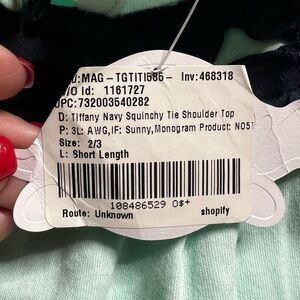 U:MAG-TGTITI585- Inv:468318
/O Id: 1161727
UPC:732003540282
D: Tiffany Navy Squinchy Tie Shoulder Top
P: 3L: AWG,IF: Sunny,Monogram Product: NO51
Size: 2/3
L: Short Length
108486529 0$+
Route: Unknown shopify